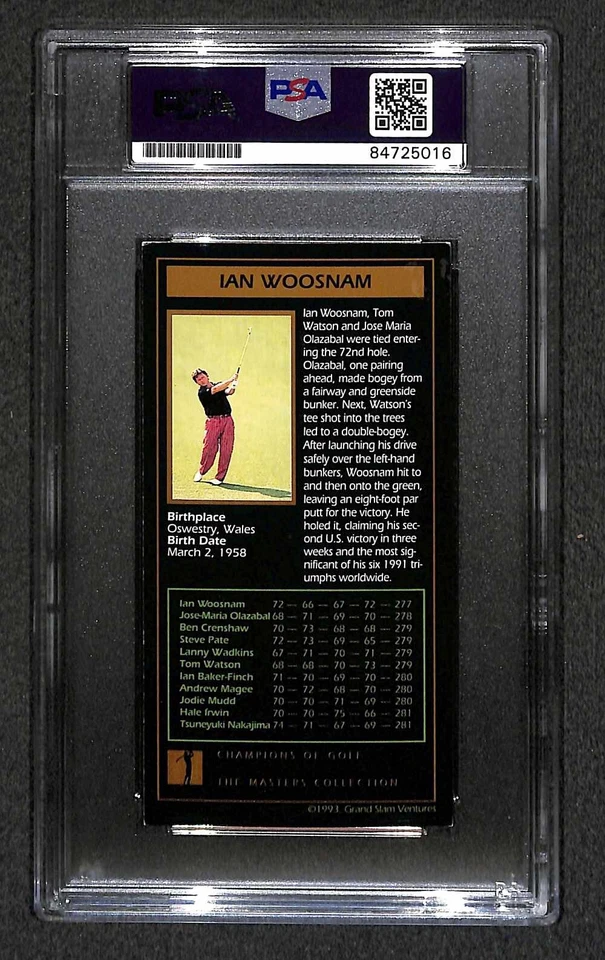 PSA
84725016
IAN WOOSNAM
Ian Woosnam, Tom
Watson and Jose Maria
Olazabal were tied enter-
ing the 72nd hole.
Olazabal, one pairing
ahead, made bogey from
a fairway and greenside
bunker. Next, Watson's
tee shot into the trees
led to a double-bogey.
After launching his drive
safely over the left-hand
bunkers, Woosnam hit to
and then onto the green,
leaving an eight-foot par
putt for the victory. He
holed it, claiming his sec-
ond U.S. victory in three
weeks and the most sig-
nificant of his six 1991 tri-
umphs worldwide.
Birthplace
Oswestry, Wales
Birth Date
March 2, 1958
Ian Woosnam 72 — 66 — 67 — 72 — 277
Jose-Maria Olazabal 68 — 71 — 69 — 70 — 278
Ben Crenshaw 70 — 73 — 68 — 68 — 279
Steve Pate 72 — 73 — 69 — 65 — 279
Lanny Wadkins 67 — 71 — 70 — 71 — 279
Tom Watson 68 — 68 — 70 — 73 — 279
Ian Baker-Finch 71 — 70 — 69 — 70 — 280
Andrew Magee 70 — 72 — 68 — 70 — 280
Jodie Mudd 70 — 70 — 71 — 69 — 280
Hale Irwin 70 — 70 — 75 — 66 — 281
Tsuneyuki Nakajima 74 — 71 — 67 — 69 — 281
CHAMPIONS OF GOLF
THE MASTERS COLLECTION
©1993 Grand Slam Ventures